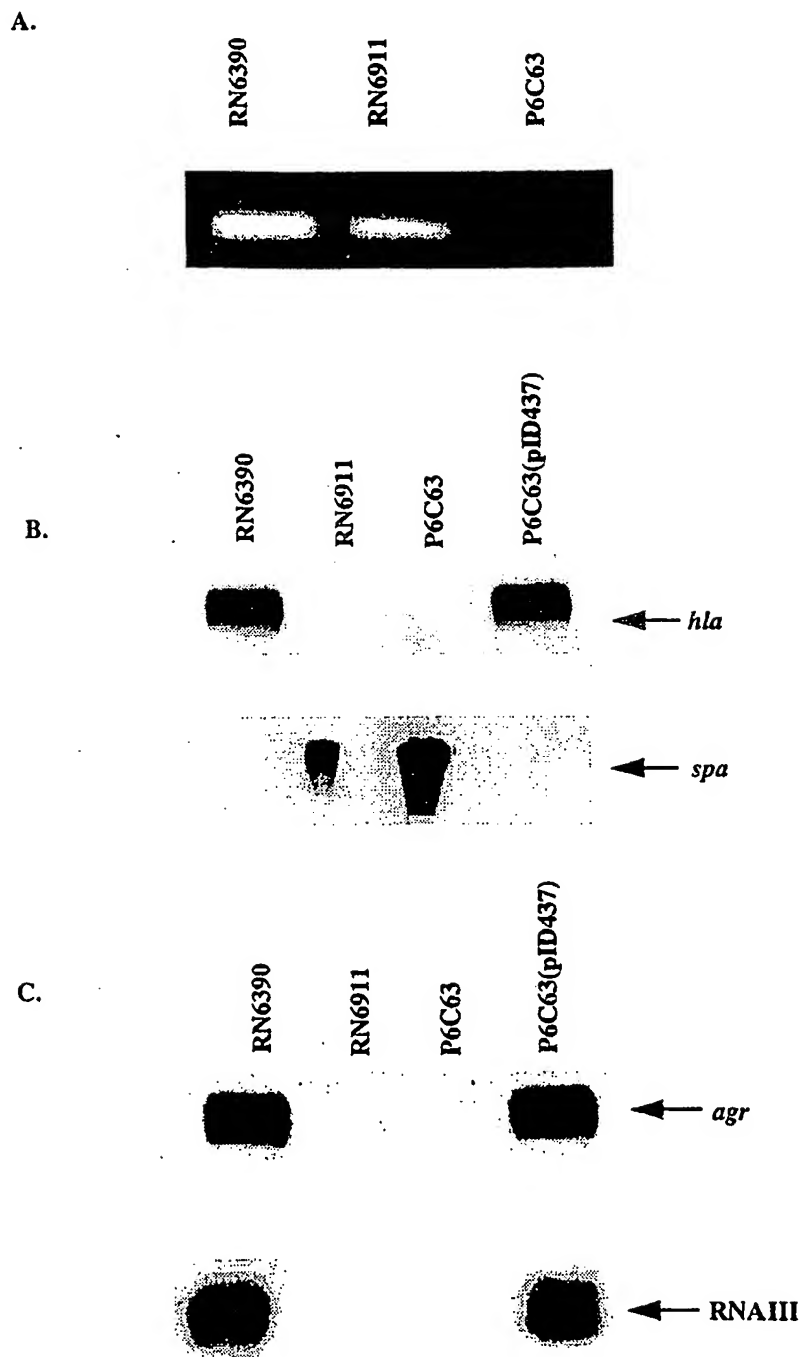 A.
RN6390
RN6911
P6C63
B.
RN6390
RN6911
P6C63
P6C63(pID437)
hla
spa
C.
RN6390
RN6911
P6C63
P6C63(pID437)
agr
RNAIII